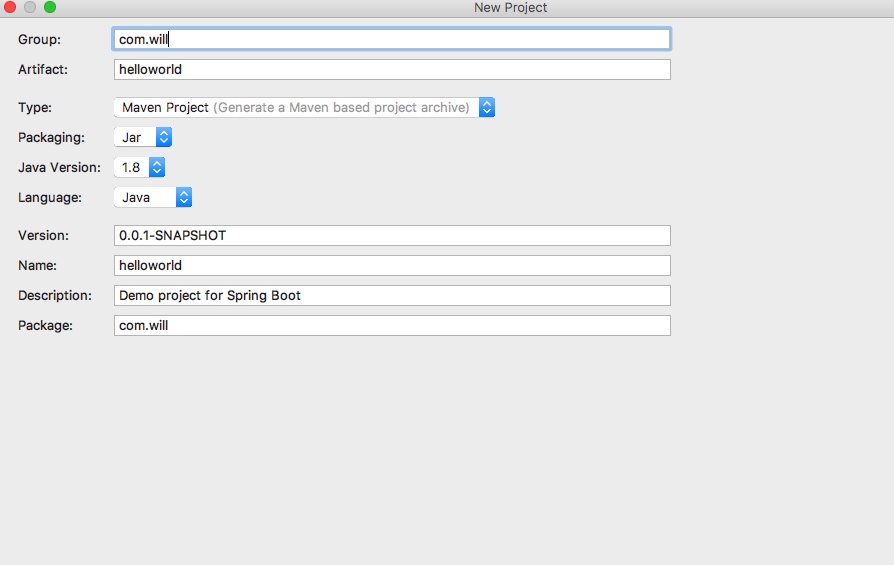 New Project
Group: com.will
Artifact: helloworld
Type: Maven Project (Generate a Maven based project archive)
Packaging: Jar
Java Version: 1.8
Language: Java
Version: 0.0.1-SNAPSHOT
Name: helloworld
Description: Demo project for Spring Boot
Package: com.will